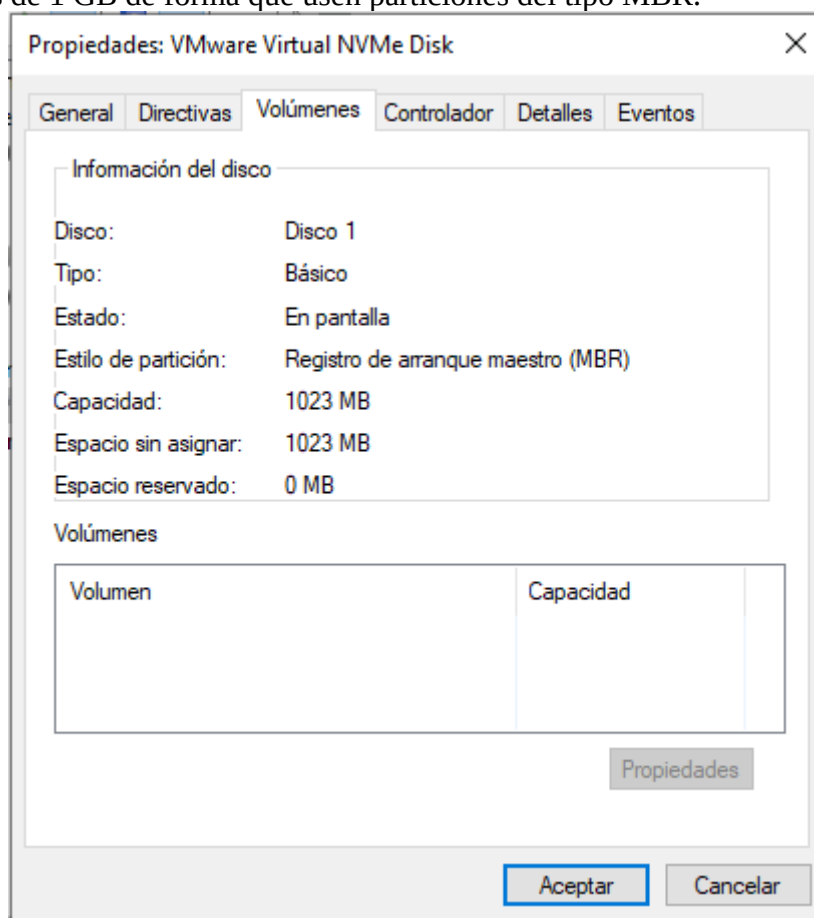 de 1 GB de forma que usen particiones del tipo MBR.
Propiedades: VMware Virtual NVMe Disk
General Directivas Volúmenes Controlador Detalles Eventos
Información del disco
Disco: Disco 1
Tipo: Básico
Estado: En pantalla
Estilo de partición: Registro de arranque maestro (MBR)
Capacidad: 1023 MB
Espacio sin asignar: 1023 MB
Espacio reservado: 0 MB
Volúmenes
Volumen Capacidad
Propiedades
Aceptar Cancelar